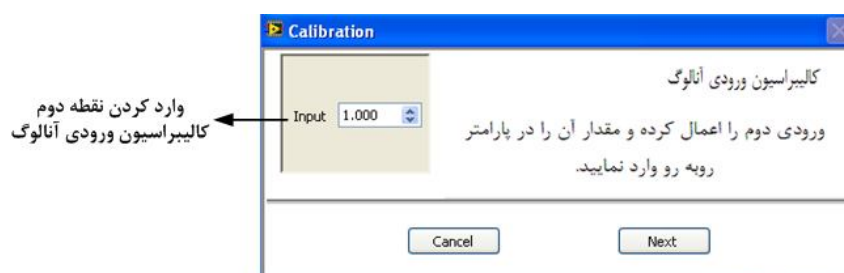 Calibration
کالیبراسیون ورودی آنالوگ
Input 1.000
ورودی دوم را اعمال کرده و مقدار آن را در پارامتر
روبه رو وارد نمایید.
وارد کردن نقطه دوم
کالیبراسیون ورودی آنالوگ
Cancel Next